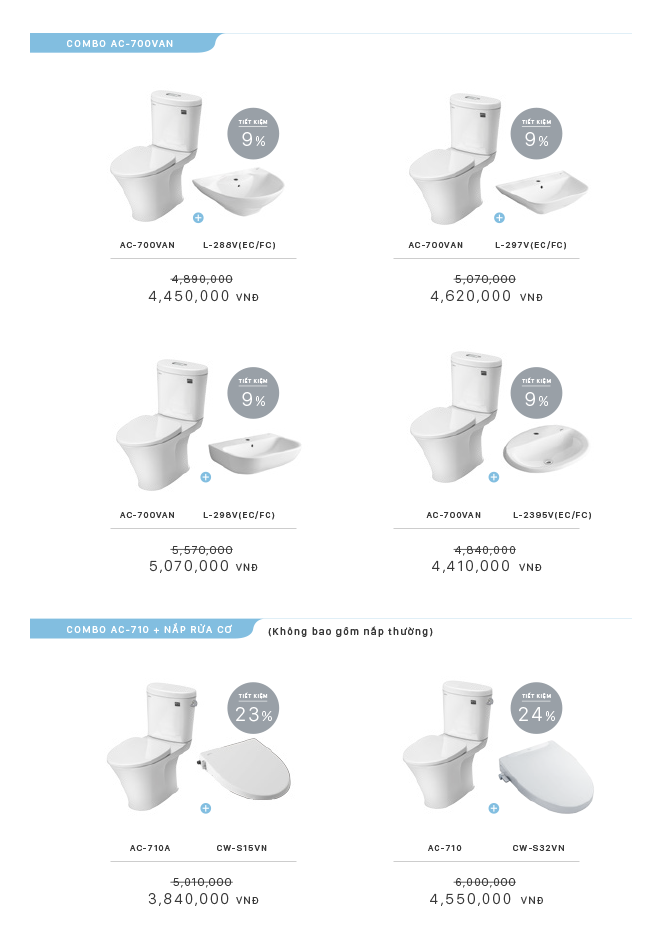 COMBO AC-700VAN
TIẾT KIỆM
9%
TIẾT KIỆM
9%
AC-700VAN L-288V(EC/FC)
AC-700VAN L-297V(EC/FC)
4,890,000
4,450,000 VNĐ
5,070,000
4,620,000 VNĐ
TIẾT KIỆM
9%
TIẾT KIỆM
9%
AC-700VAN L-298V(EC/FC)
AC-700VAN L-2395V(EC/FC)
5,570,000
5,070,000 VNĐ
4,840,000
4,410,000 VNĐ
COMBO AC-710 + NẮP RỬA CƠ (Không bao gồm nắp thường)
TIẾT KIỆM
23%
TIẾT KIỆM
24%
AC-710A CW-S15VN
AC-710 CW-S32VN
5,010,000
3,840,000 VNĐ
6,000,000
4,550,000 VNĐ